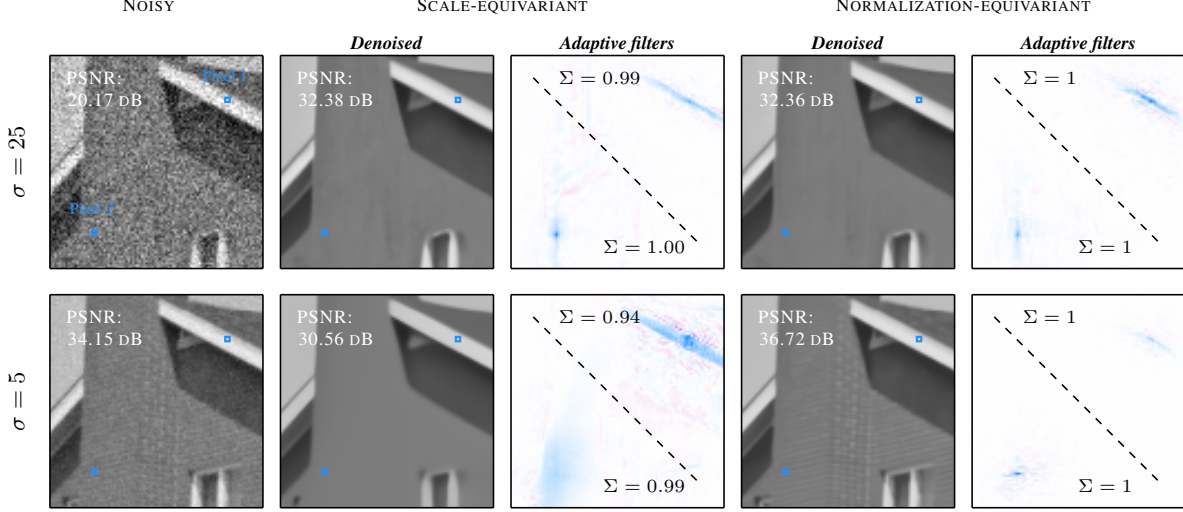 NOISY SCALE-EQUIVARIANT NORMALIZATION-EQUIVARIANT
Denoised Adaptive filters Denoised Adaptive filters
σ = 25
PSNR:
20.17 DB
Pixel 1
Pixel 2
PSNR:
32.38 DB
Σ = 0.99
Σ = 1.00
PSNR:
32.36 DB
Σ = 1
Σ = 1
σ = 5
PSNR:
34.15 DB
PSNR:
30.56 DB
Σ = 0.94
Σ = 0.99
PSNR:
36.72 DB
Σ = 1
Σ = 1